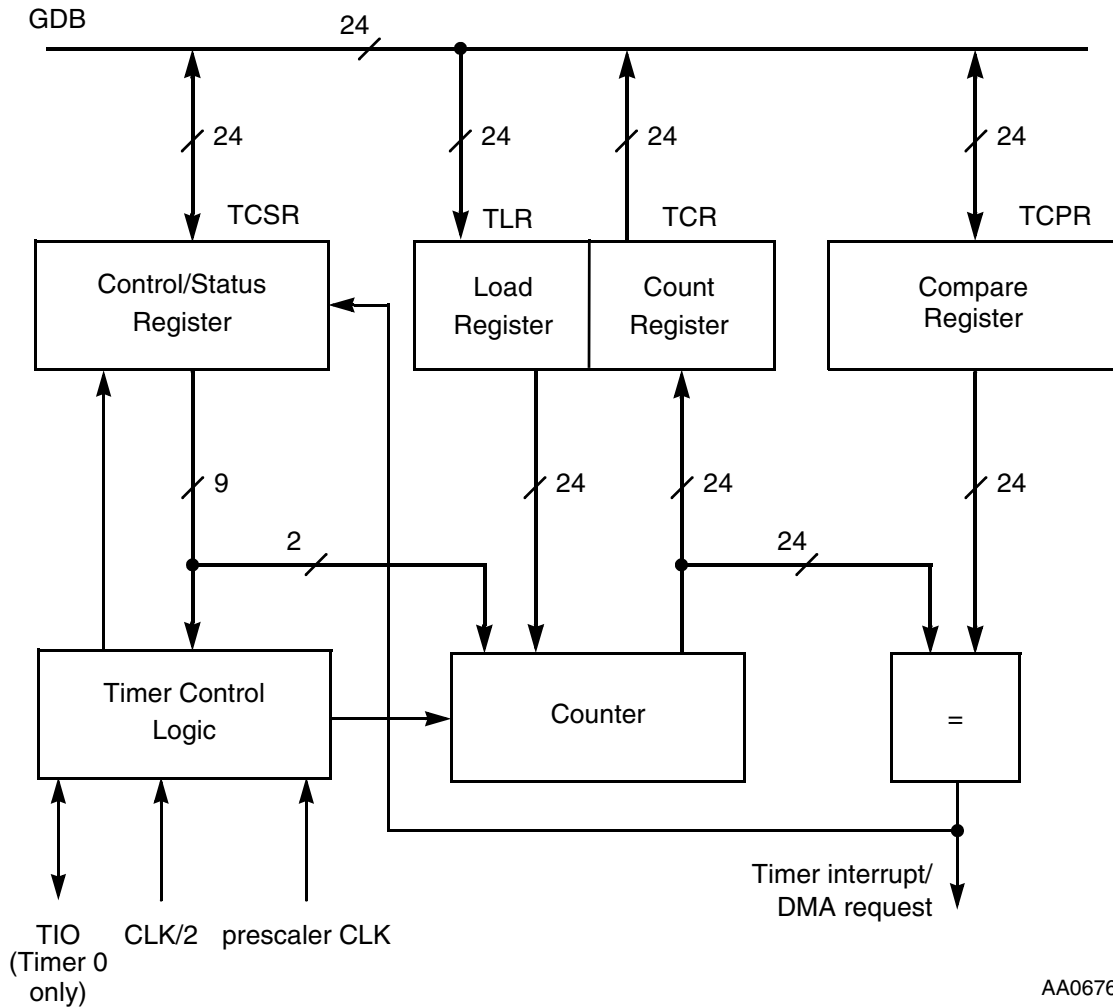 GDB
24
24
24
24
24
TCSR
TLR
TCR
TCPR
Control/Status
Register
Load
Register
Count
Register
Compare
Register
9
24
24
24
2
24
Timer Control
Logic
Counter
=
Timer interrupt/
DMA request
TIO
(Timer 0
only)
CLK/2
prescaler CLK
AA0676